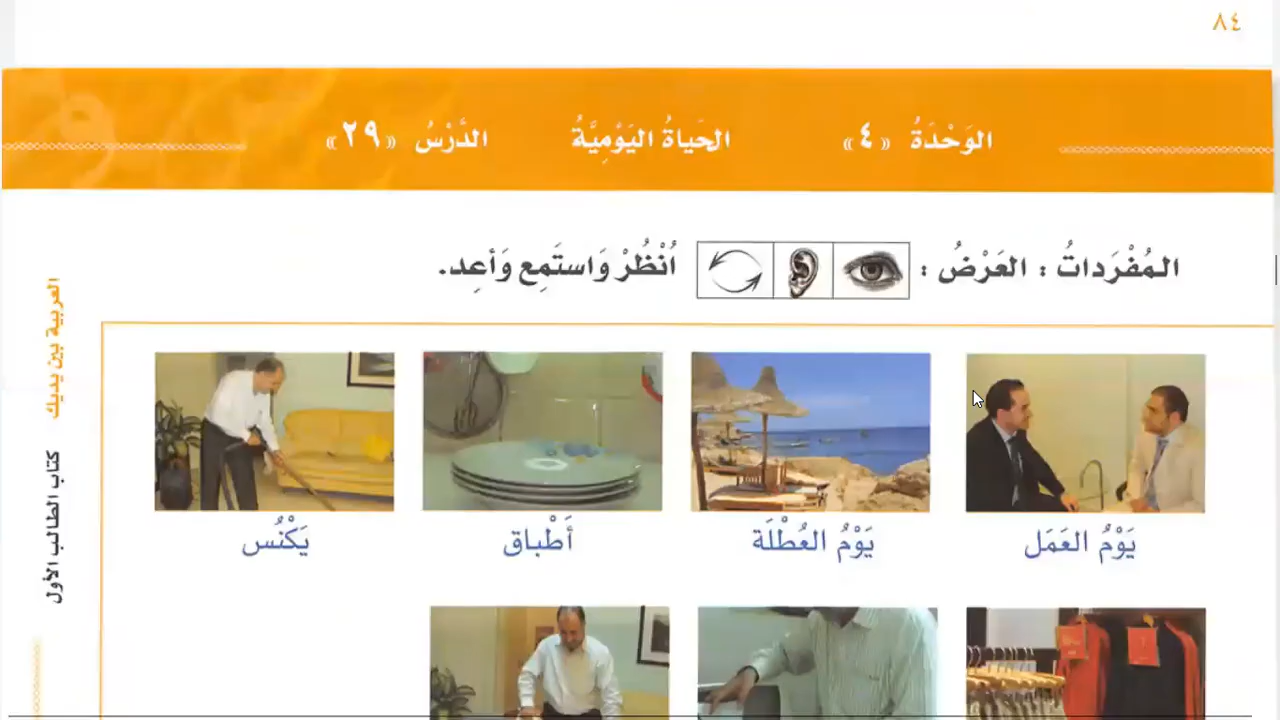 ٨٤
الوَحْدَةُ «٤» الحَياةُ اليَوْمِيَّةُ الدَّرْسُ «٢٩»
المُفْرَداتُ : العَرْضُ : اُنْظُرْ وَاستَمِع وَأعِد.
يَوْمُ العَمَل يَوْمُ العُطْلَة أَطْباق يَكْنُس
العربية بين يديك كتاب الطالب الأول